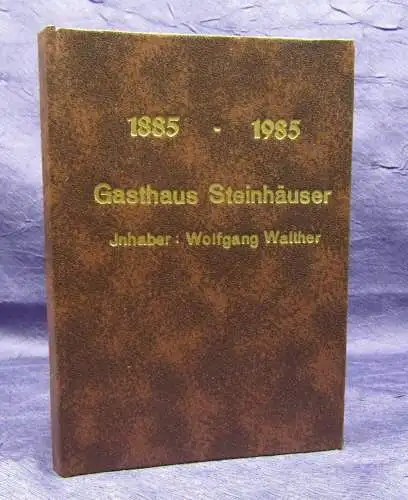 1885 - 1985
Gasthaus Steinhäuser
Jnhaber: Wolfgang Walther